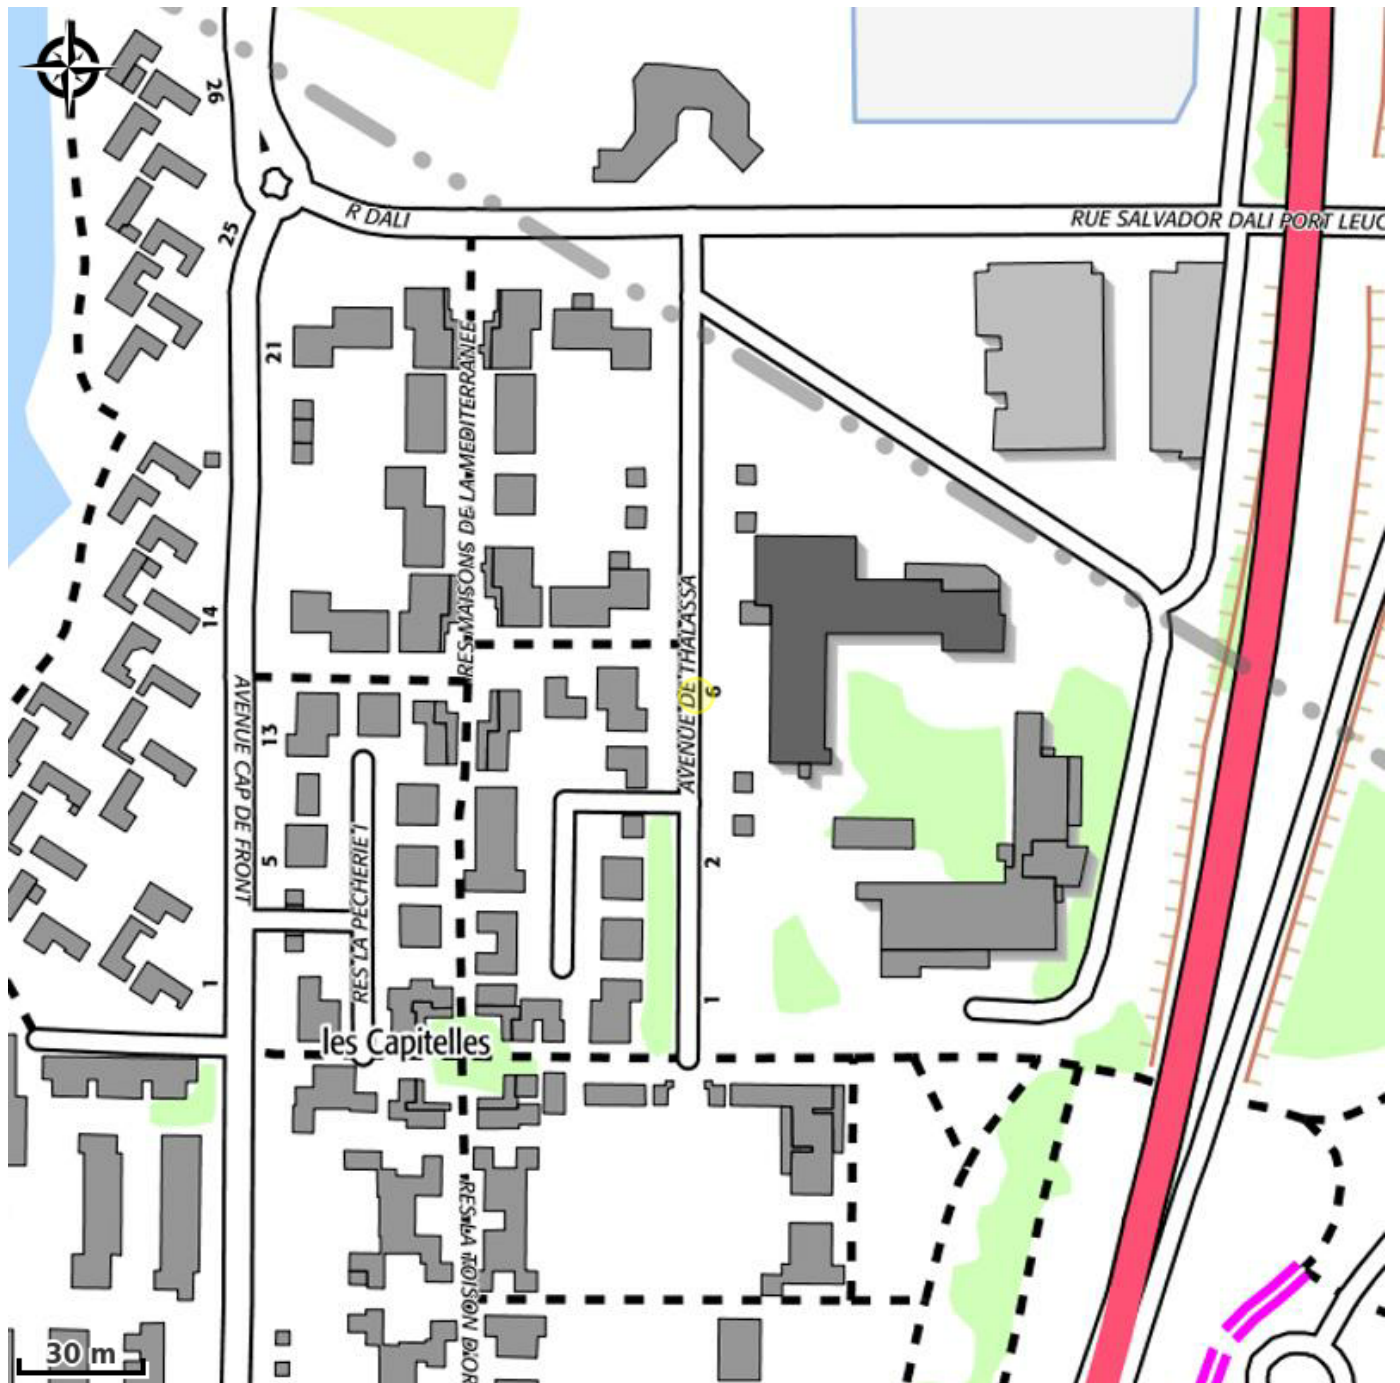 26
R DALI
RUE SALVADOR DALI PORT LEUC
25
21
RES MAISONS DE LA MEDITERRANEE
14
AVENUE DE THALASSA
6
AVENUE CAP DE FRONT
13
5
RES LA PECHERIE I
2
1
1
les Capitelles
RES LA TOISON D'OR
30 m